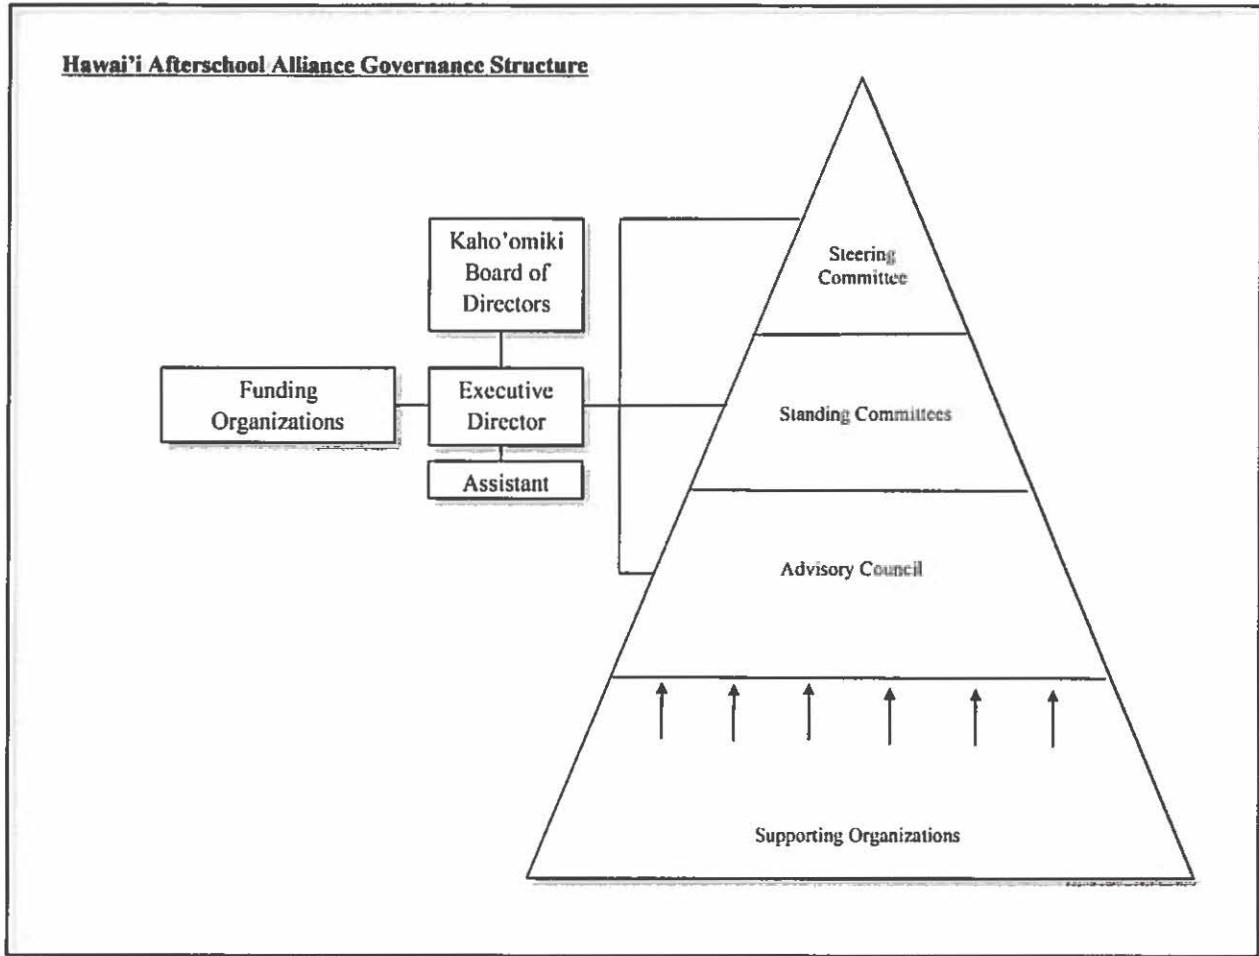 Hawai'i Afterschool Alliance Governance Structure
Kaho'omiki
Board of
Directors
Funding
Organizations
Executive
Director
Assistant
Steering
Committee
Standing Committees
Advisory Council
Supporting Organizations